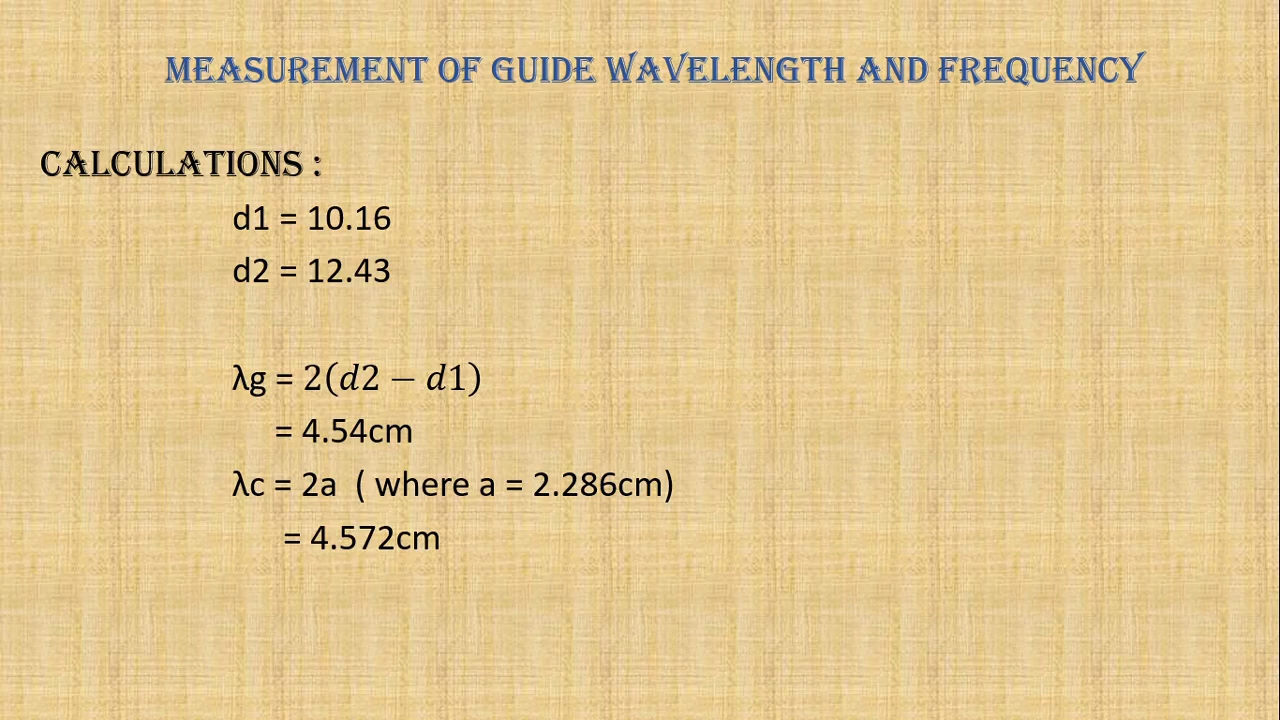 MEASUREMENT OF GUIDE WAVELENGTH AND FREQUENCY
CALCULATIONS :
d1 = 10.16
d2 = 12.43
λg = 2(d2 − d1)
= 4.54cm
λc = 2a ( where a = 2.286cm)
= 4.572cm